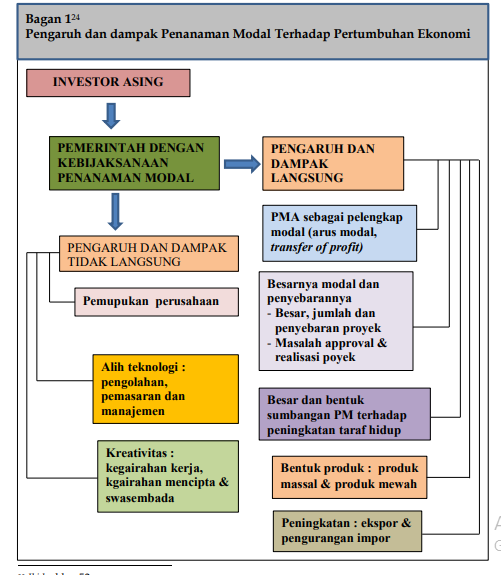 Bagan 1²⁴
Pengaruh dan dampak Penanaman Modal Terhadap Pertumbuhan Ekonomi
INVESTOR ASING
PEMERINTAH DENGAN
KEBIJAKSANAAN
PENANAMAN MODAL
PENGARUH DAN
DAMPAK
LANGSUNG
PMA sebagai pelengkap
modal (arus modal,
transfer of profit)
PENGARUH DAN DAMPAK
TIDAK LANGSUNG
Pemupukan perusahaan
Besarnya modal dan
penyebarannya
- Besar, jumlah dan
penyebaran proyek
- Masalah approval &
realisasi poyek
Alih teknologi :
pengolahan,
pemasaran dan
manajemen
Besar dan bentuk
sumbangan PM terhadap
peningkatan taraf hidup
Kreativitas :
kegairahan kerja,
kgairahan mencipta &
swasembada
Bentuk produk : produk
massal & produk mewah
Peningkatan : ekspor &
pengurangan impor